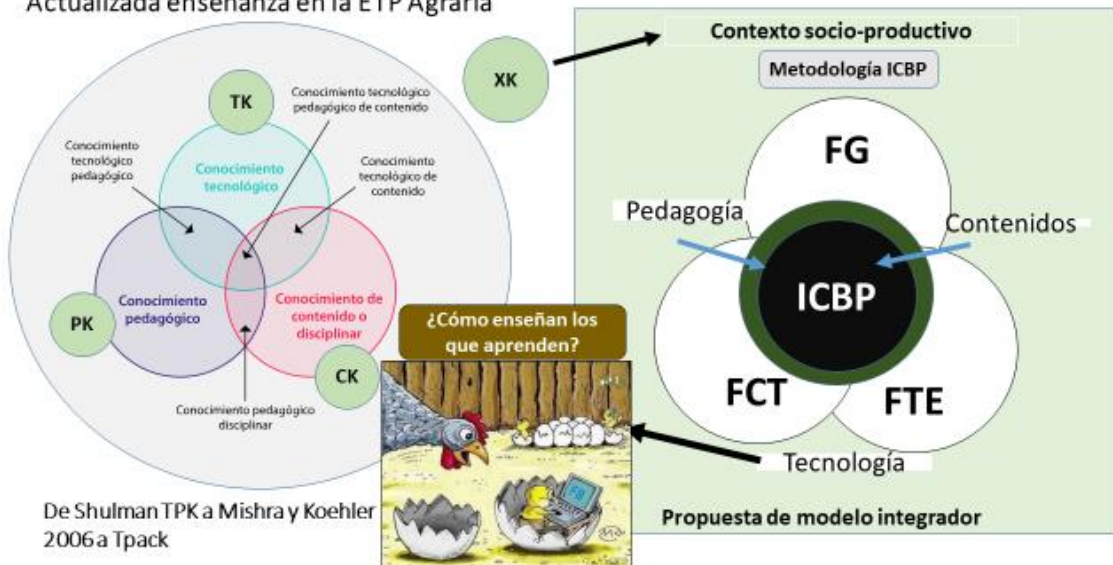 Actualizada enseñanza en la ETP Agraria
TK
Conocimiento tecnológico
pedagógico de contenido
Conocimiento
tecnológico
pedagógico
Conocimiento
tecnológico
Conocimiento
tecnológico de
contenido
PK
Conocimiento
pedagógico
Conocimiento de
contenido o
disciplinar
CK
Conocimiento pedagógico
disciplinar
De Shulman TPK a Mishra y Koehler
2006 a Tpack
XK
¿Cómo enseñan los
que aprenden?
FB
Contexto socio-productivo
Metodología ICBP
FG
Pedagogía
Contenidos
ICBP
FCT
FTE
Tecnología
Propuesta de modelo integrador